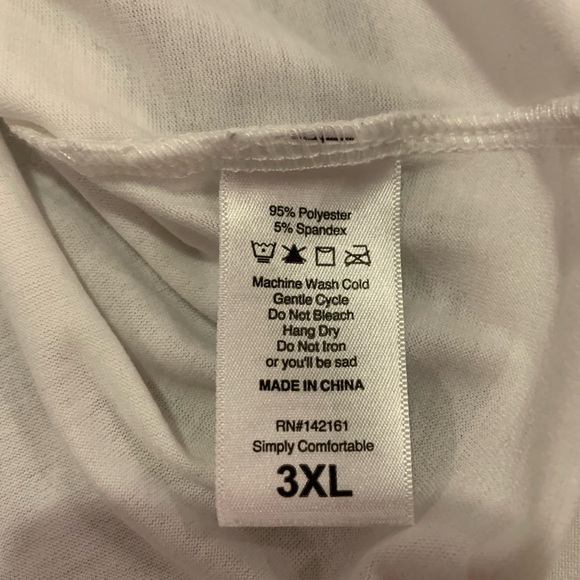 95% Polyester
5% Spandex
Machine Wash Cold
Gentle Cycle
Do Not Bleach
Hang Dry
Do Not Iron
or you'll be sad
MADE IN CHINA
RN#142161
Simply Comfortable
3XL